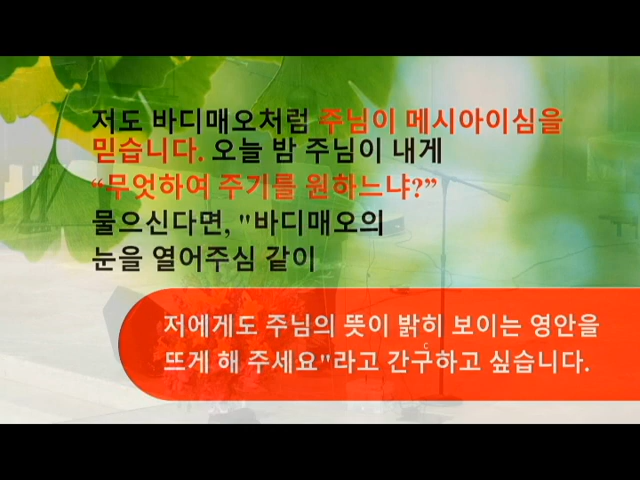 저도 바디매오처럼 주님이 메시아이심을
믿습니다. 오늘 밤 주님이 내게
“무엇하여 주기를 원하느냐?”
물으신다면, "바디매오의
눈을 열어주심 같이
저에게도 주님의 뜻이 밝히 보이는 영안을
뜨게 해 주세요"라고 간구하고 싶습니다.